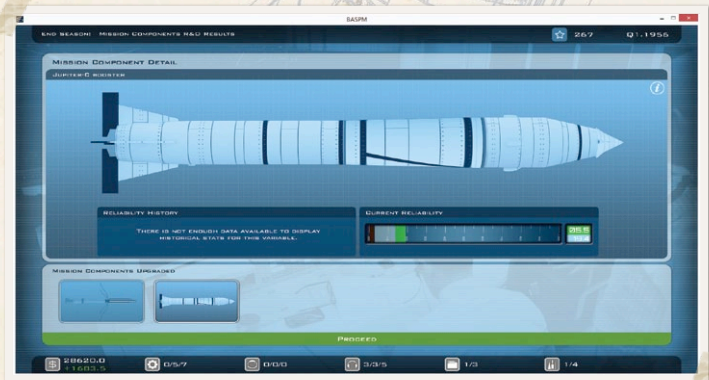 BASPM
END SEASON! MISSION COMPONENTS R&D RESULTS
267
Q1.1956
MISSION COMPONENT DETAIL
JUPITER-C BOOSTER
RELIABILITY HISTORY
THERE IS NOT ENOUGH DATA AVAILABLE TO DISPLAY
HISTORICAL STATS FOR THIS VARIABLE.
CURRENT RELIABILITY
MISSION COMPONENTS UPGRADED
PROCEED
28620.0
+1603.5
0/5/7
0/0/0
3/3/5
1/3
1/4